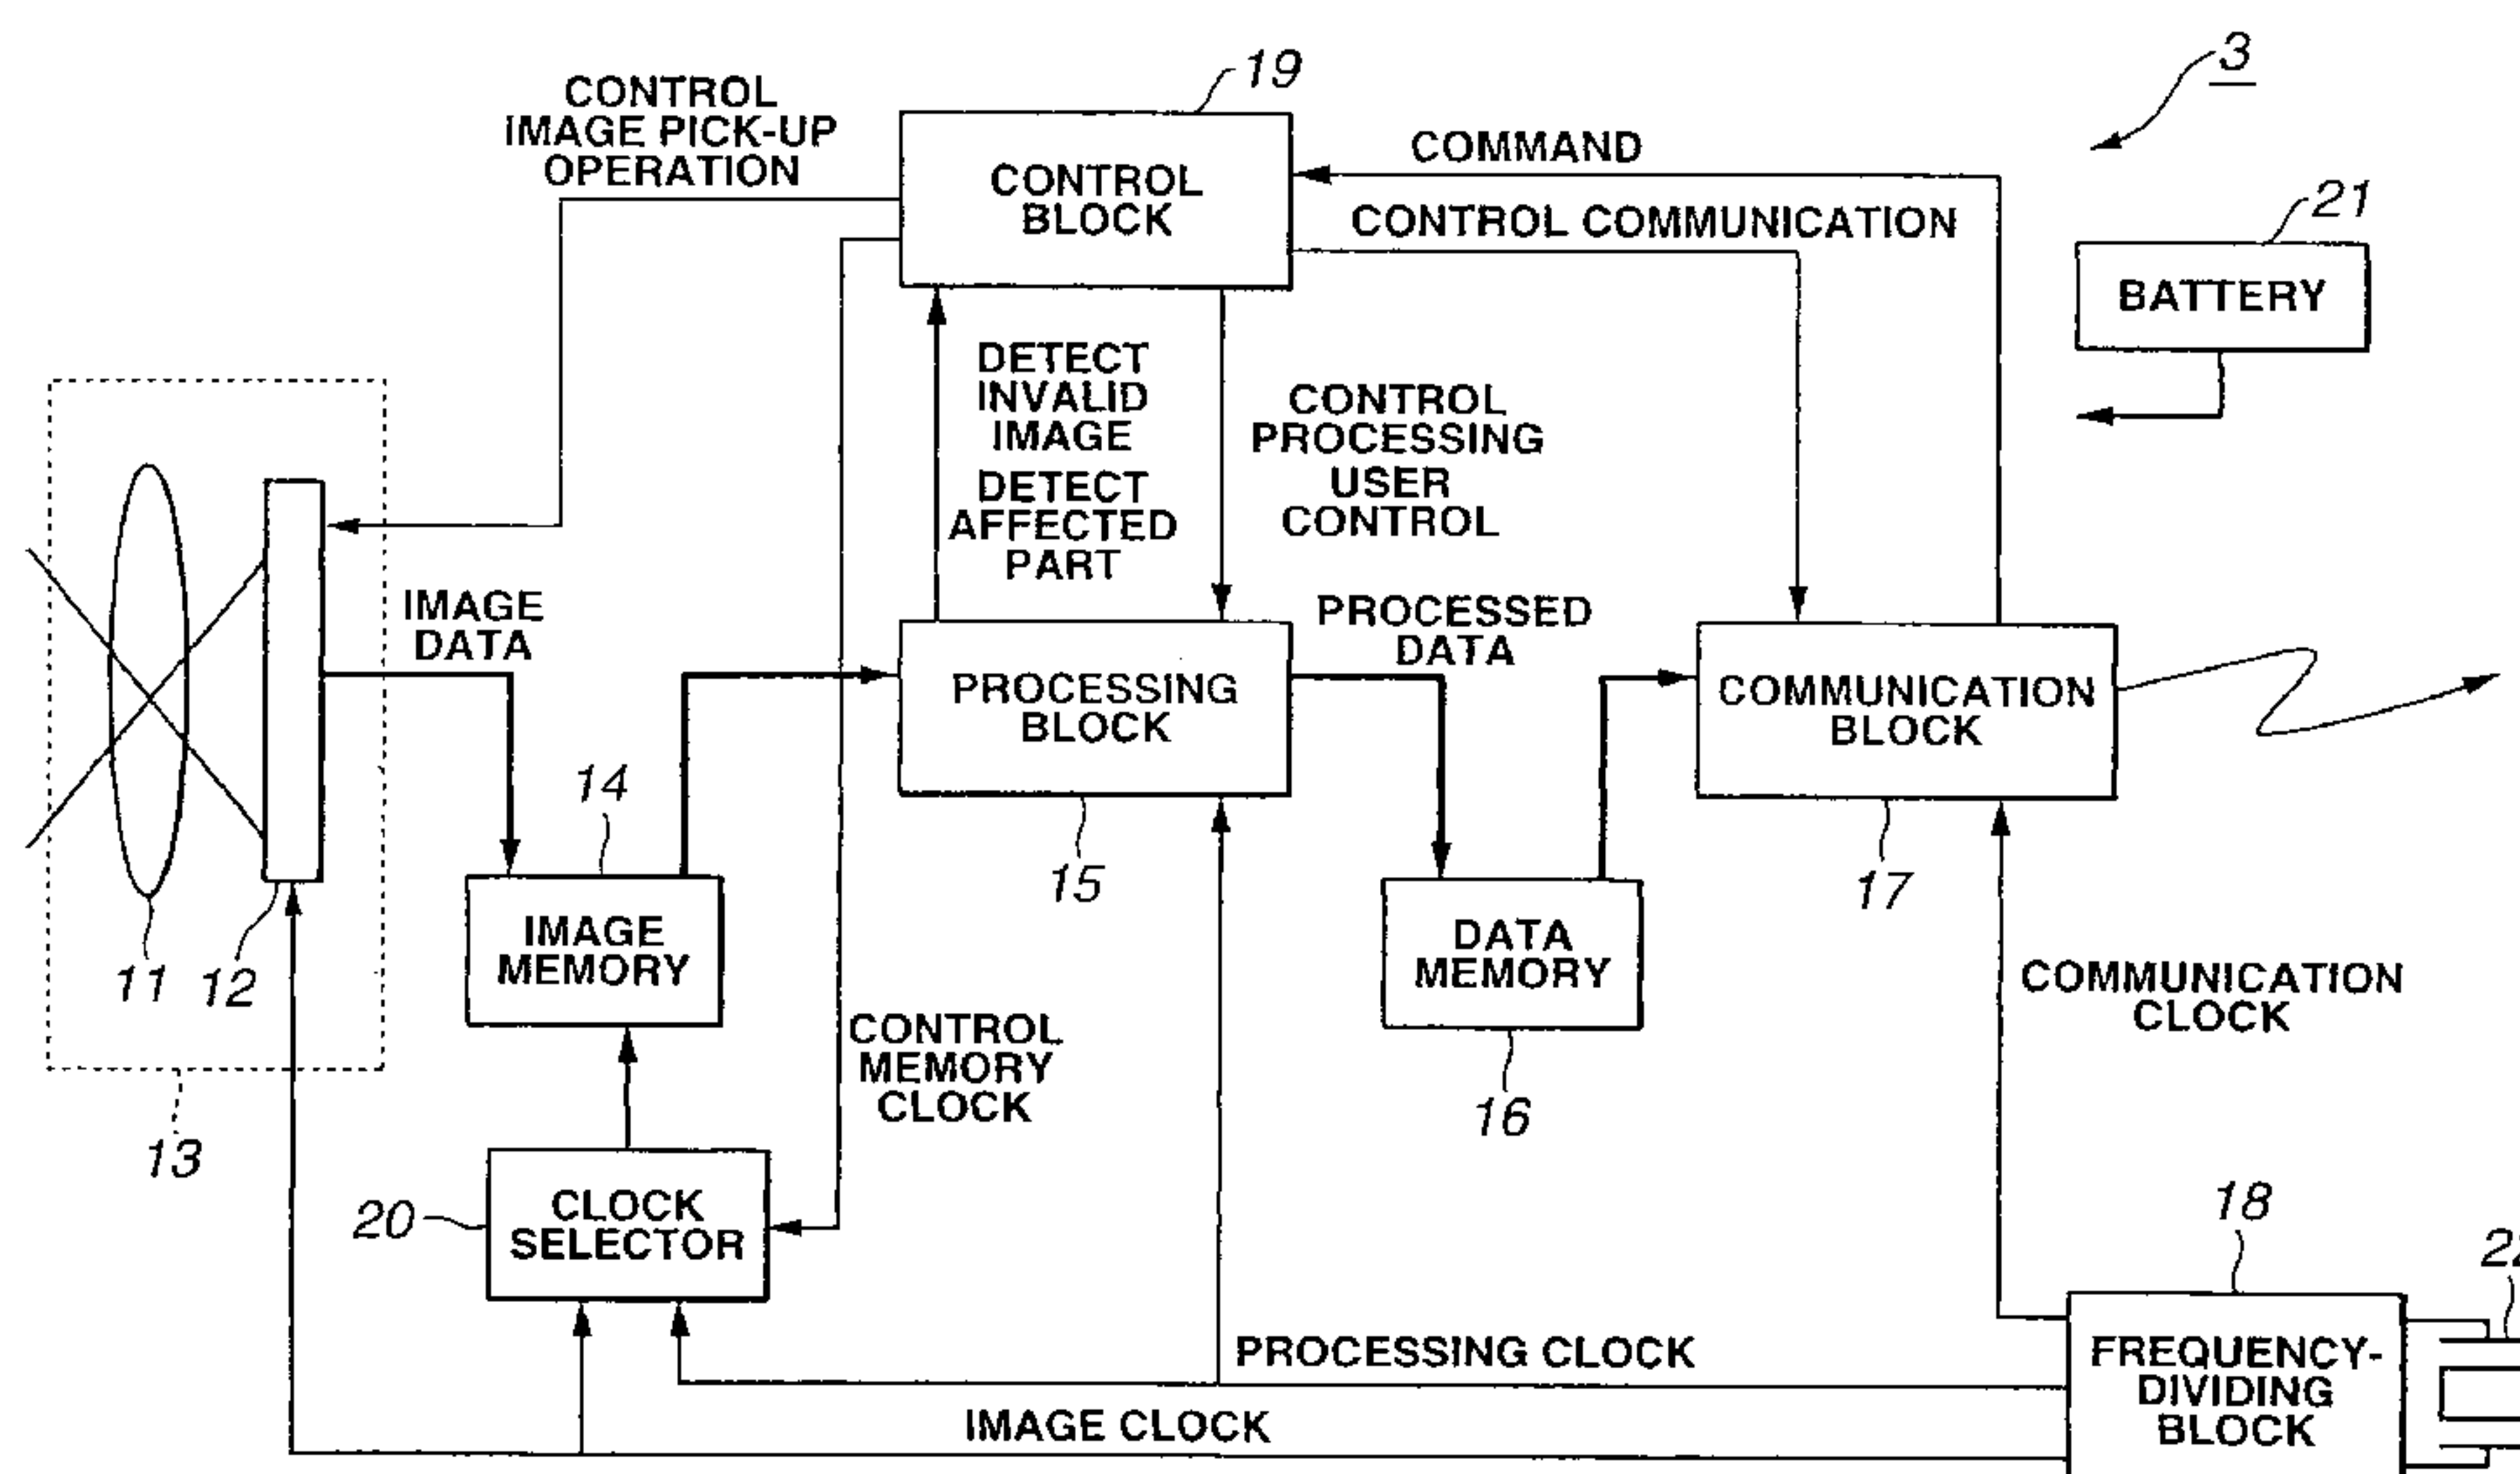 3
19
CONTROL
IMAGE PICK-UP
OPERATION
CONTROL
BLOCK
COMMAND
CONTROL COMMUNICATION
21
BATTERY
DETECT
INVALID
IMAGE
DETECT
AFFECTED
PART
CONTROL
PROCESSING
USER
CONTROL
IMAGE
DATA
PROCESSED
DATA
PROCESSING
BLOCK
COMMUNICATION
BLOCK
14
15
17
11
12
IMAGE
MEMORY
DATA
MEMORY
COMMUNICATION
CLOCK
CONTROL
MEMORY
CLOCK
16
13
20
CLOCK
SELECTOR
18
PROCESSING CLOCK
FREQUENCY-
DIVIDING
BLOCK
IMAGE CLOCK